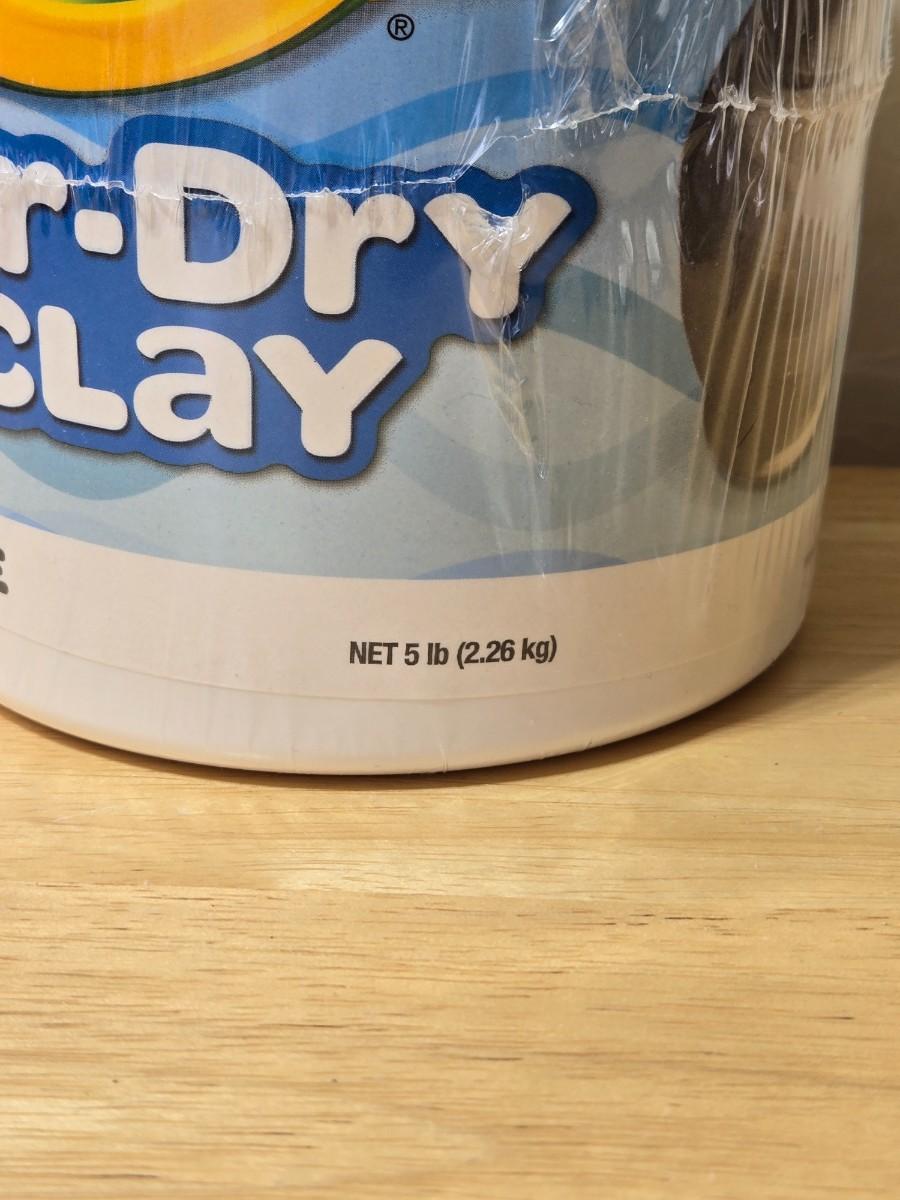 ®
r-Dry
CLay
E
NET 5 lb (2.26 kg)